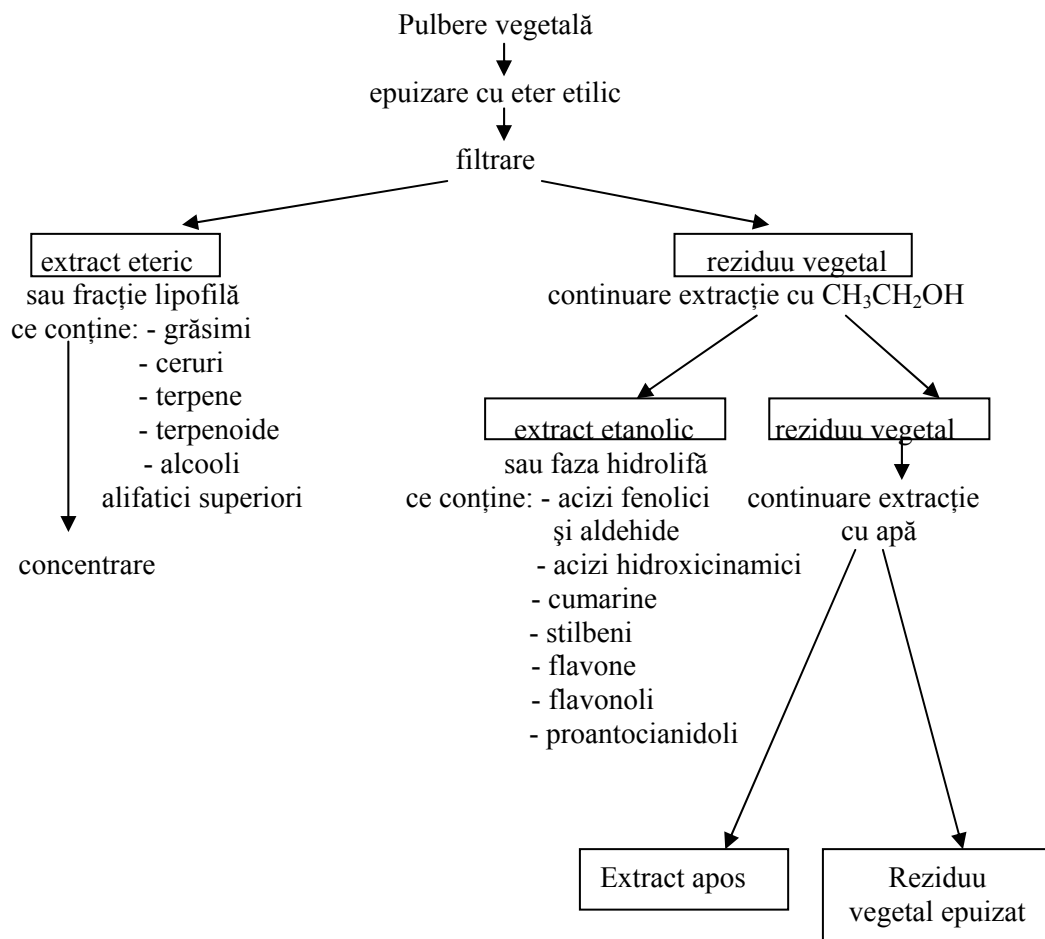 Pulbere vegetală
epuizare cu eter etilic
filtrare
extract eteric
sau fracție lipofilă
ce conține: - grăsimi
- ceruri
- terpene
- terpenoide
- alcooli
alifatici superiori
concentrare
reziduu vegetal
continuare extracție cu CH₃CH₂OH
extract etanolic
sau faza hidrolifă
ce conține: - acizi fenolici
şi aldehide
- acizi hidroxicinamici
- cumarine
- stilbeni
- flavone
- flavonoli
- proantocianidoli
reziduu vegetal
continuare extracție
cu apă
Extract apos
Reziduu
vegetal epuizat